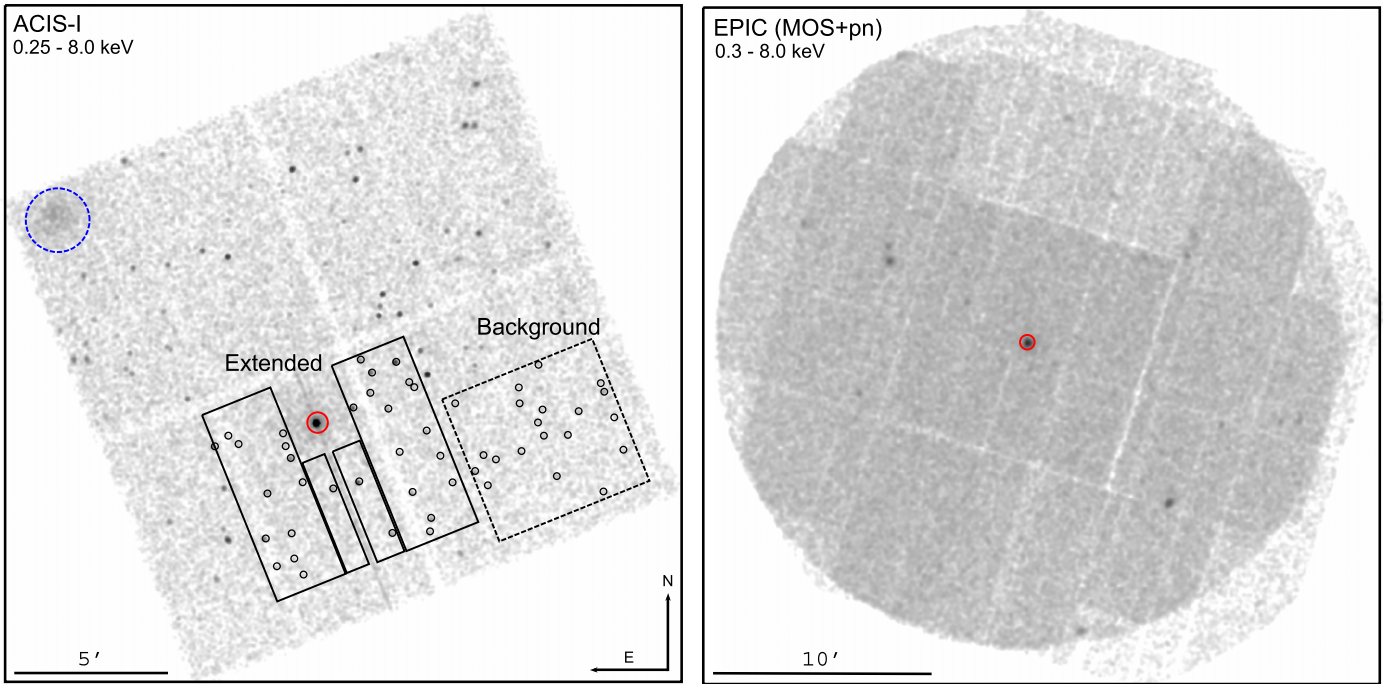 ACIS-I
0.25 - 8.0 keV
Extended
Background
N
E
5′
EPIC (MOS+pn)
0.3 - 8.0 keV
10′